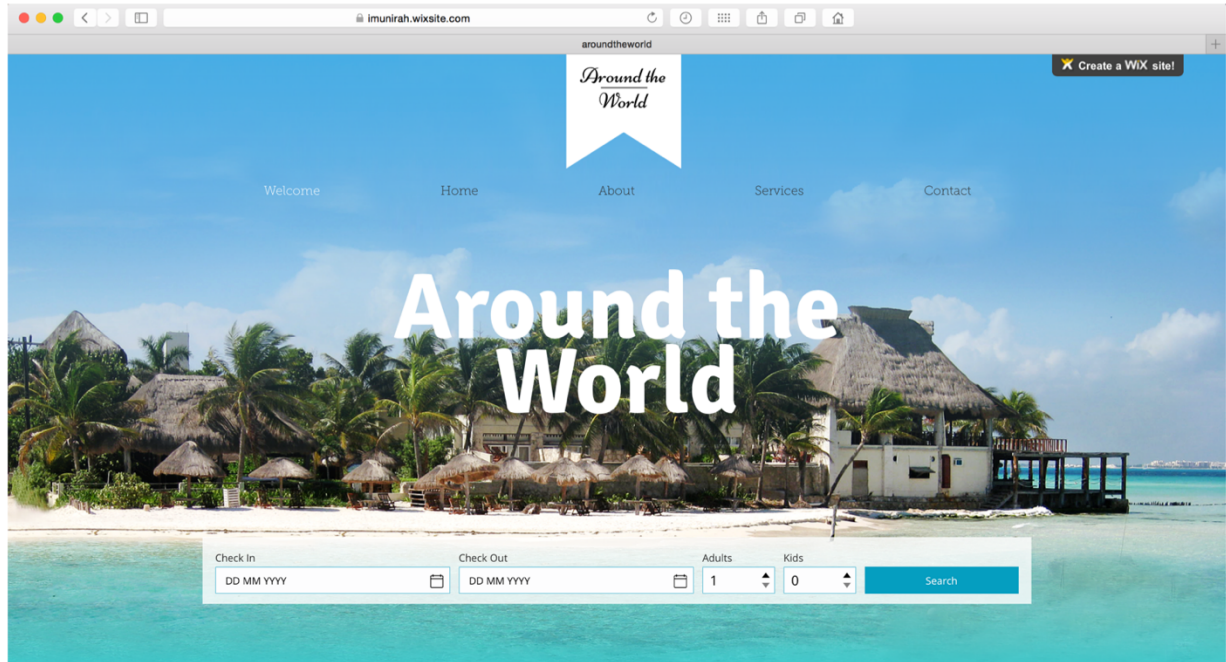 imunirah.wixsite.com
aroundtheworld
Create a WiX site!
Around the
World
Welcome Home About Services Contact
Around the
World
Check In Check Out Adults Kids
DD MM YYYY DD MM YYYY 1 0 Search